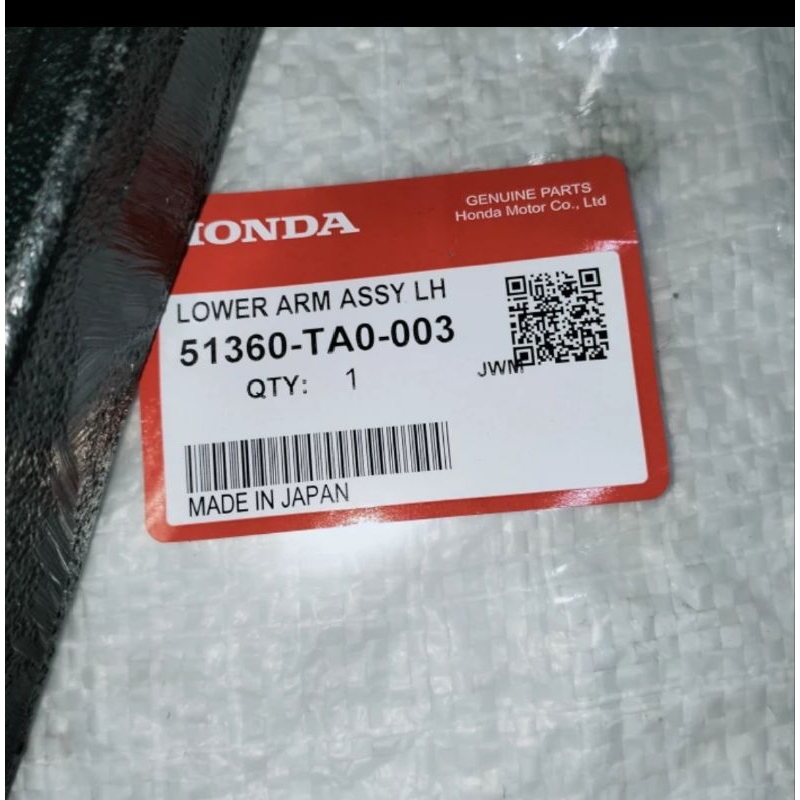 HONDA
GENUINE PARTS
Honda Motor Co., Ltd
LOWER ARM ASSY LH
51360-TA0-003
QTY: 1
JWM
MADE IN JAPAN